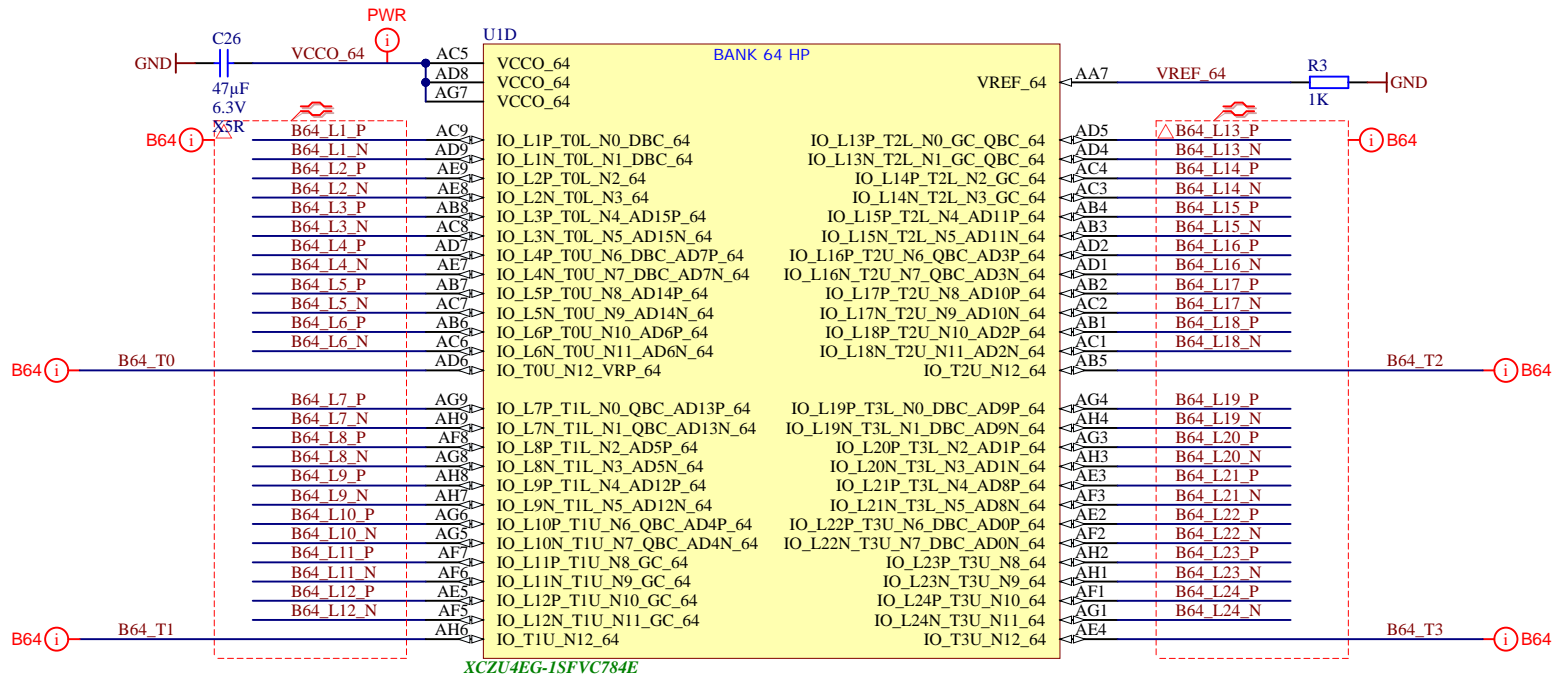 PWR
C26
U1D
GND
VCCO_64
AC5
VCCO_64
BANK 64 HP
AD8
VCCO_64
AG7
VCCO_64
47µF
6.3V
X5R
VREF_64
AA7
VREF_64
R3
1K
GND
B64
B64_L1_P AC9 IO_L1P_T0L_N0_DBC_64 IO_L13P_T2L_N0_GC_QBC_64 AD5 B64_L13_P
B64
B64_L1_N AD9 IO_L1N_T0L_N1_DBC_64 IO_L13N_T2L_N1_GC_QBC_64 AD4 B64_L13_N
B64_L2_P AE9 IO_L2P_T0L_N2_64 IO_L14P_T2L_N2_GC_64 AC4 B64_L14_P
B64_L2_N AE8 IO_L2N_T0L_N3_64 IO_L14N_T2L_N3_GC_64 AC3 B64_L14_N
B64_L3_P AB8 IO_L3P_T0L_N4_AD15P_64 IO_L15P_T2L_N4_AD11P_64 AB4 B64_L15_P
B64_L3_N AC8 IO_L3N_T0L_N5_AD15N_64 IO_L15N_T2L_N5_AD11N_64 AB3 B64_L15_N
B64_L4_P AD7 IO_L4P_T0U_N6_DBC_AD7P_64 IO_L16P_T2U_N6_QBC_AD3P_64 AD2 B64_L16_P
B64_L4_N AE7 IO_L4N_T0U_N7_DBC_AD7N_64 IO_L16N_T2U_N7_QBC_AD3N_64 AD1 B64_L16_N
B64_L5_P AB7 IO_L5P_T0U_N8_AD14P_64 IO_L17P_T2U_N8_AD10P_64 AB2 B64_L17_P
B64_L5_N AC7 IO_L5N_T0U_N9_AD14N_64 IO_L17N_T2U_N9_AD10N_64 AC2 B64_L17_N
B64_L6_P AB6 IO_L6P_T0U_N10_AD6P_64 IO_L18P_T2U_N10_AD2P_64 AB1 B64_L18_P
B64_L6_N AC6 IO_L6N_T0U_N11_AD6N_64 IO_L18N_T2U_N11_AD2N_64 AC1 B64_L18_N
B64 B64_T0 AD6 IO_T0U_N12_VRP_64 IO_T2U_N12_64 AB5 B64_T2 B64
B64_L7_P AG9 IO_L7P_T1L_N0_QBC_AD13P_64 IO_L19P_T3L_N0_DBC_AD9P_64 AG4 B64_L19_P
B64_L7_N AH9 IO_L7N_T1L_N1_QBC_AD13N_64 IO_L19N_T3L_N1_DBC_AD9N_64 AH4 B64_L19_N
B64_L8_P AF8 IO_L8P_T1L_N2_AD5P_64 IO_L20P_T3L_N2_AD1P_64 AG3 B64_L20_P
B64_L8_N AG8 IO_L8N_T1L_N3_AD5N_64 IO_L20N_T3L_N3_AD1N_64 AH3 B64_L20_N
B64_L9_P AH8 IO_L9P_T1L_N4_AD12P_64 IO_L21P_T3L_N4_AD8P_64 AE3 B64_L21_P
B64_L9_N AH7 IO_L9N_T1L_N5_AD12N_64 IO_L21N_T3L_N5_AD8N_64 AF3 B64_L21_N
B64_L10_P AG6 IO_L10P_T1U_N6_QBC_AD4P_64 IO_L22P_T3U_N6_DBC_AD0P_64 AE2 B64_L22_P
B64_L10_N AG5 IO_L10N_T1U_N7_QBC_AD4N_64 IO_L22N_T3U_N7_DBC_AD0N_64 AF2 B64_L22_N
B64_L11_P AF7 IO_L11P_T1U_N8_GC_64 IO_L23P_T3U_N8_64 AH2 B64_L23_P
B64_L11_N AF6 IO_L11N_T1U_N9_GC_64 IO_L23N_T3U_N9_64 AH1 B64_L23_N
B64_L12_P AE5 IO_L12P_T1U_N10_GC_64 IO_L24P_T3U_N10_64 AF1 B64_L24_P
B64_L12_N AF5 IO_L12N_T1U_N11_GC_64 IO_L24N_T3U_N11_64 AG1 B64_L24_N
B64 B64_T1 AH6 IO_T1U_N12_64 IO_T3U_N12_64 AE4 B64_T3 B64
XCZU4EG-1SFVC784E